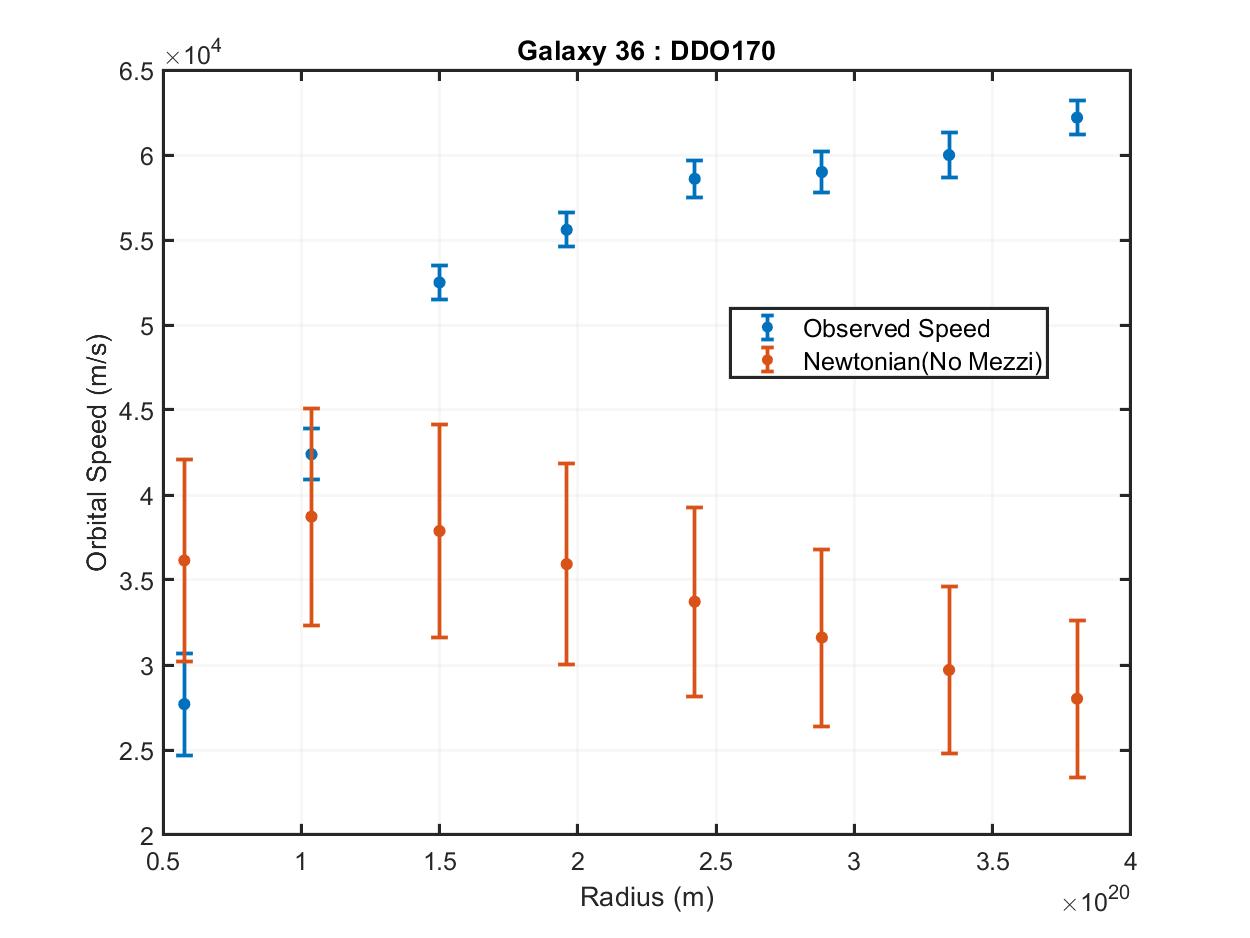 Galaxy 36 : DDO170
×10^4
6.5
6
5.5
5
4.5
4
3.5
3
2.5
2
Orbital Speed (m/s)
Observed Speed
Newtonian(No Mezzi)
0.5 1 1.5 2 2.5 3 3.5 4
Radius (m)
×10^20